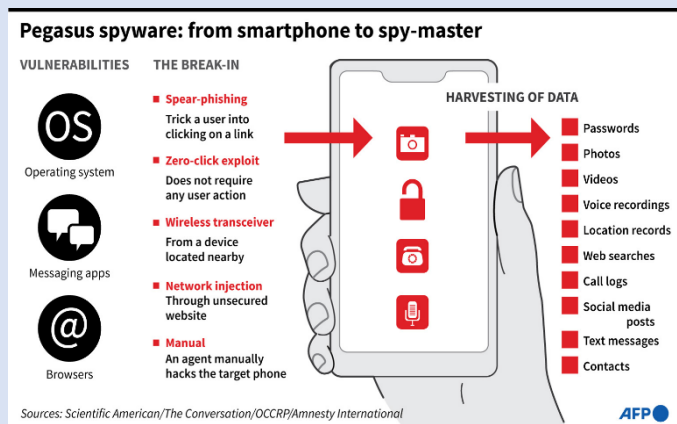 Pegasus spyware: from smartphone to spy-master
VULNERABILITIES
OS
Operating system
Messaging apps
@
Browsers
THE BREAK-IN
Spear-phishing
Trick a user into
clicking on a link
Zero-click exploit
Does not require
any user action
Wireless transceiver
From a device
located nearby
Network injection
Through unsecured
website
Manual
An agent manually
hacks the target phone
HARVESTING OF DATA
Passwords
Photos
Videos
Voice recordings
Location records
Web searches
Call logs
Social media
posts
Text messages
Contacts
Sources: Scientific American/The Conversation/OCCRP/Amnesty International
AFP